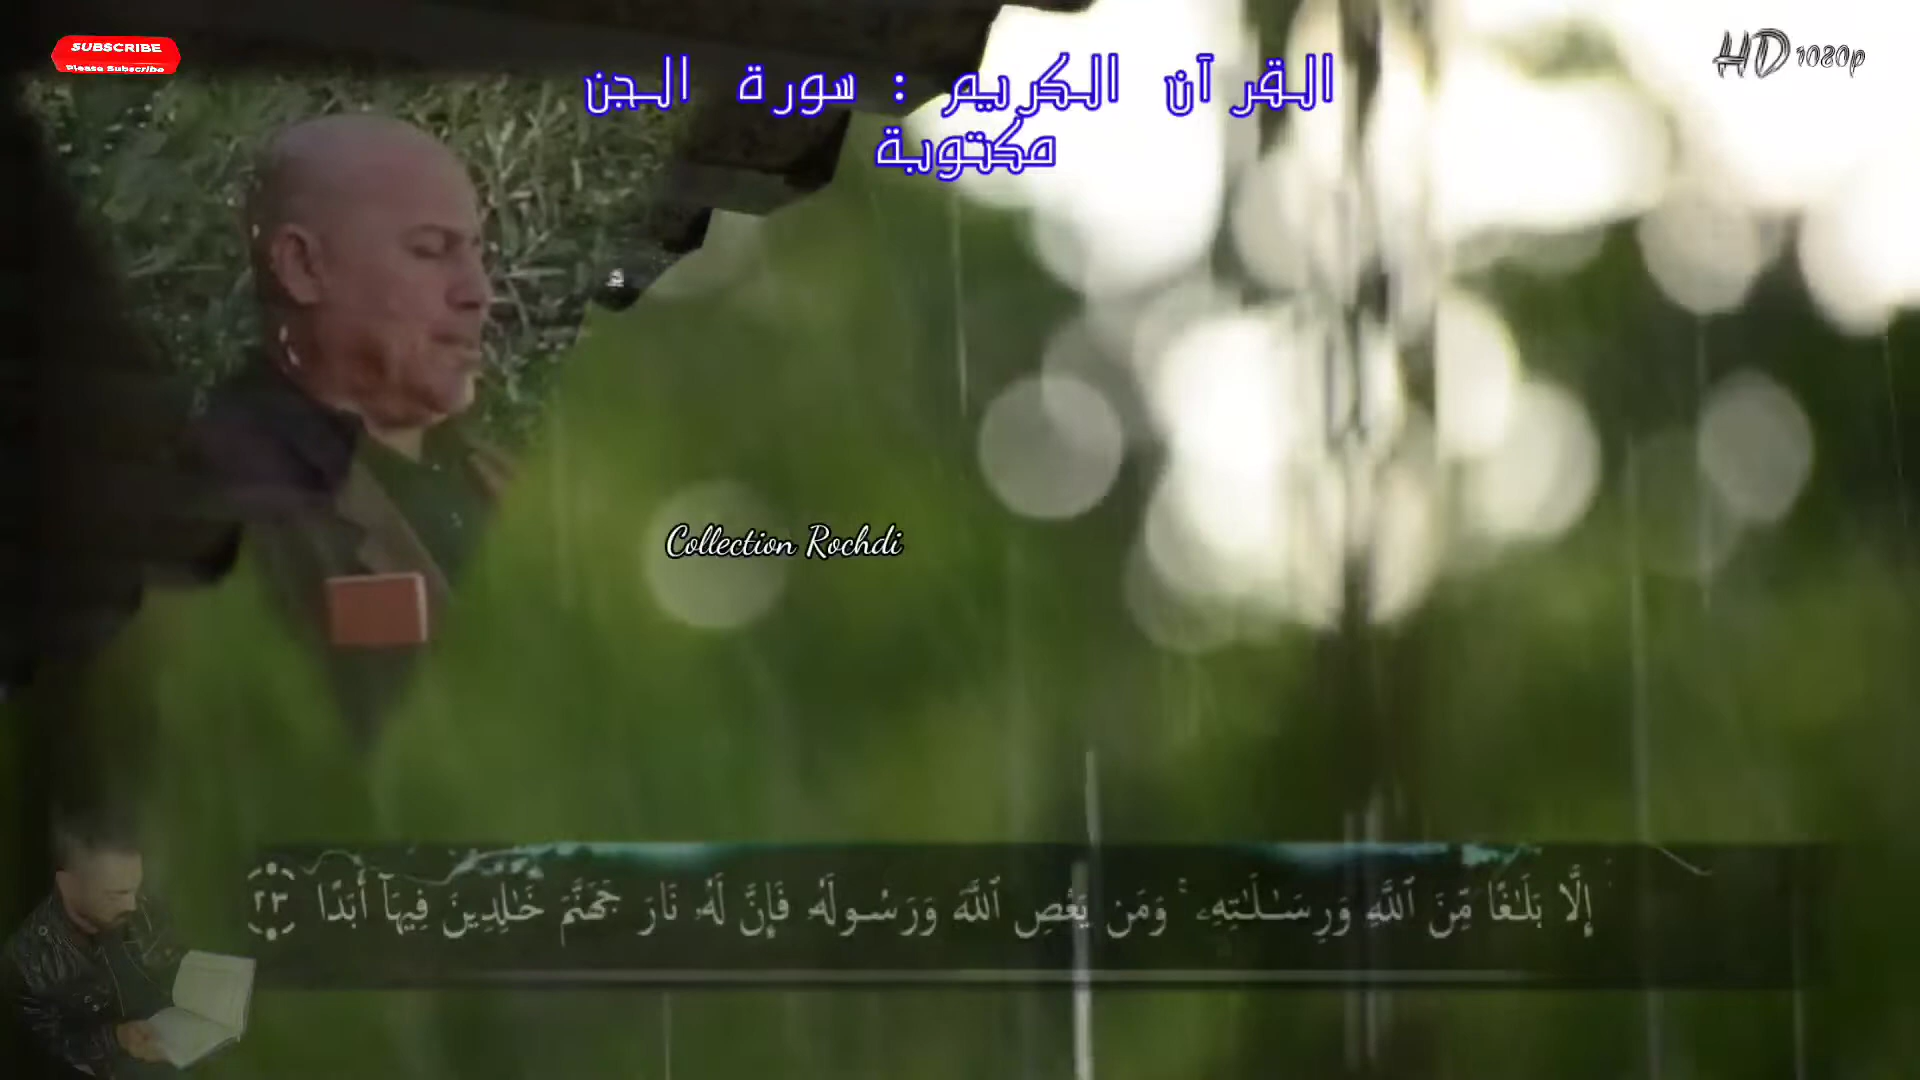 SUBSCRIBE
Please Subscribe
HD 1080p
القرآن الكريم : سورة الجن
مكتوبة
Collection Rochdi
إِلَّا بَلَـٰغًا مِّنَ ٱللَّهِ وَرِسَـٰلَـٰتِهِۦ ۚ وَمَن يَعْصِ ٱللَّهَ وَرَسُولَهُۥ فَإِنَّ لَهُۥ نَارَ جَهَنَّمَ خَـٰلِدِينَ فِيهَآ أَبَدًا ٢٣